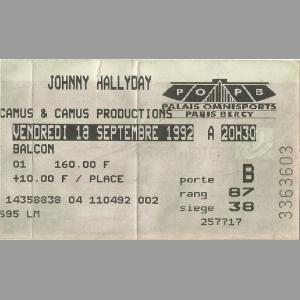 JOHNNY HALLYDAY
POPB
PALAIS OMNISPORTS
PARIS BERCY
CAMUS & CAMUS PRODUCTIONS
VENDREDI 18 SEPTEMBRE 1992 A 20H30
BALCON
01 160.00 F
+10.00 F / PLACE
porte B
rang 87
siege 38
14358838 04 110492 002
695 LM
257717
3363603